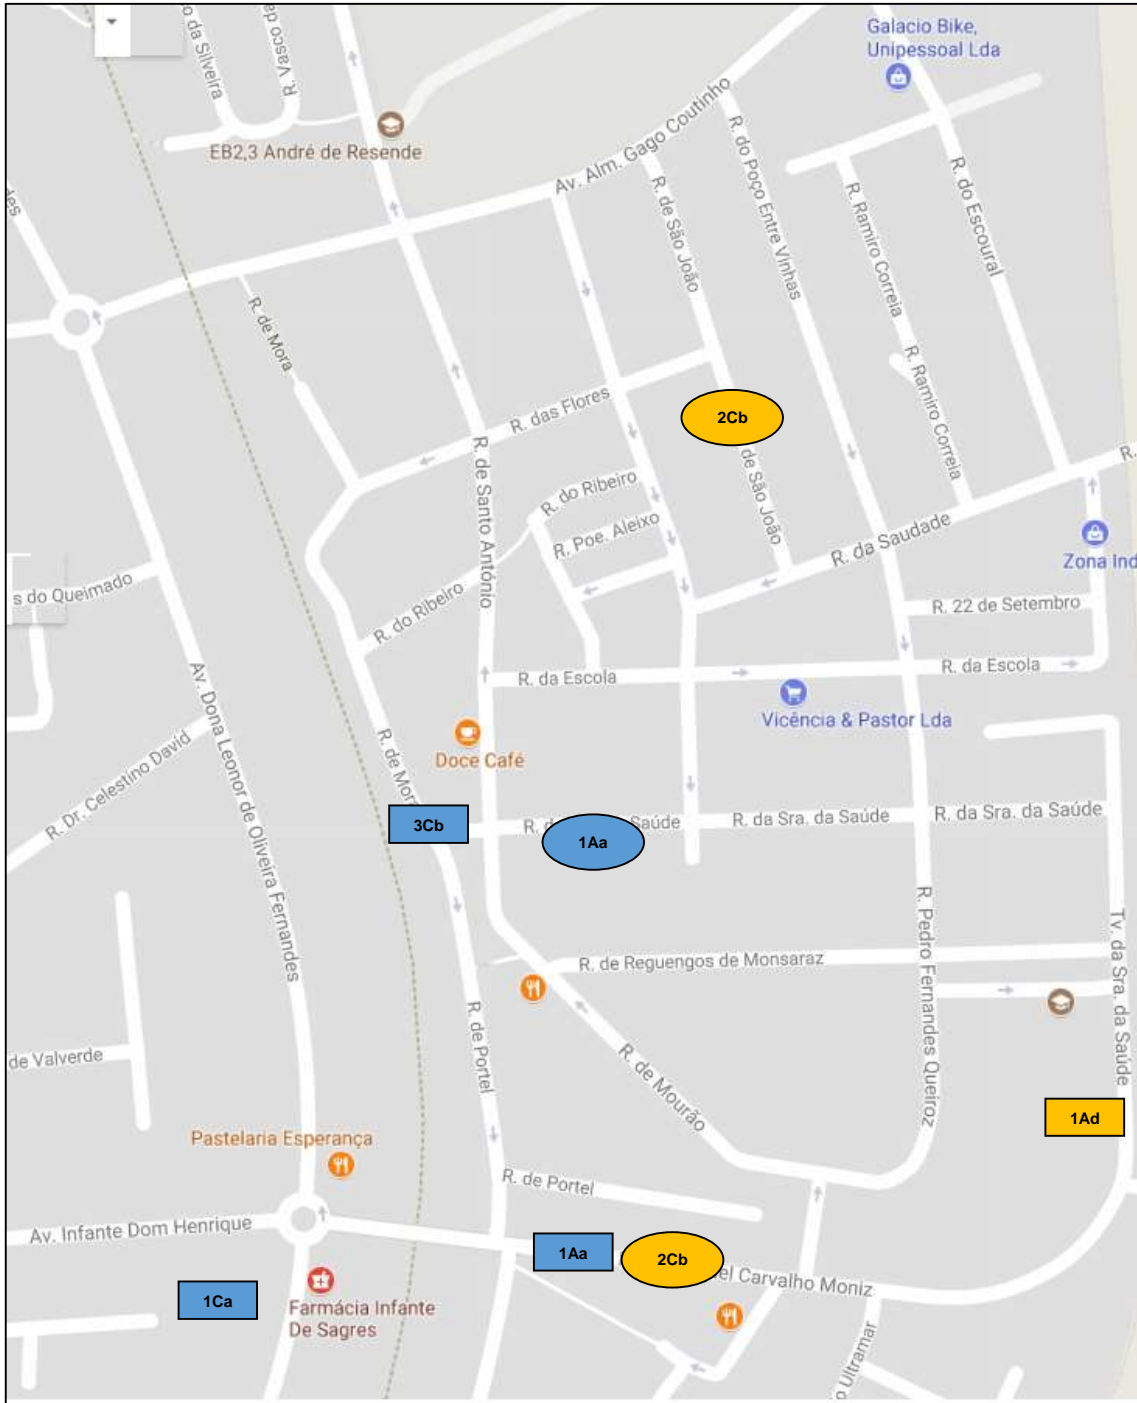 Galacio Bike,
Unipessoal Lda
o da Silveira
R. Vasco da
EB2,3 André de Resende
Av. Alm. Gago Coutinho
R. do Poço Entre Vinhas
R. de São João
R. Ramiro Correia
R. do Escoural
des
R. de Mora
R. Ramiro Correia
R. das Flores
2Cb
de São João
R. de Santo António
R. do Ribeiro
R. Poe. Aleixo
R. da Saudade
R.
Zona Ind
s do Queimado
R. do Ribeiro
R. 22 de Setembro
R. da Escola
R. da Escola
Av. Dona Leonor de Oliveira Fernandes
Vicência & Pastor Lda
R. Dr. Celestino David
R. de Mora
Doce Café
3Cb
R. d
Saúde
1Aa
R. da Sra. da Saúde
R. da Sra. da Saúde
R. Pedro Fernandes Queiroz
Tv. da Sra. da Saúde
R. de Reguengos de Monsaraz
R. de Portel
R. de Mourão
de Valverde
1Ad
Pastelaria Esperança
R. de Portel
Av. Infante Dom Henrique
1Aa
2Cb
el Carvalho Moniz
1Ca
Farmácia Infante
De Sagres
o Ultramar